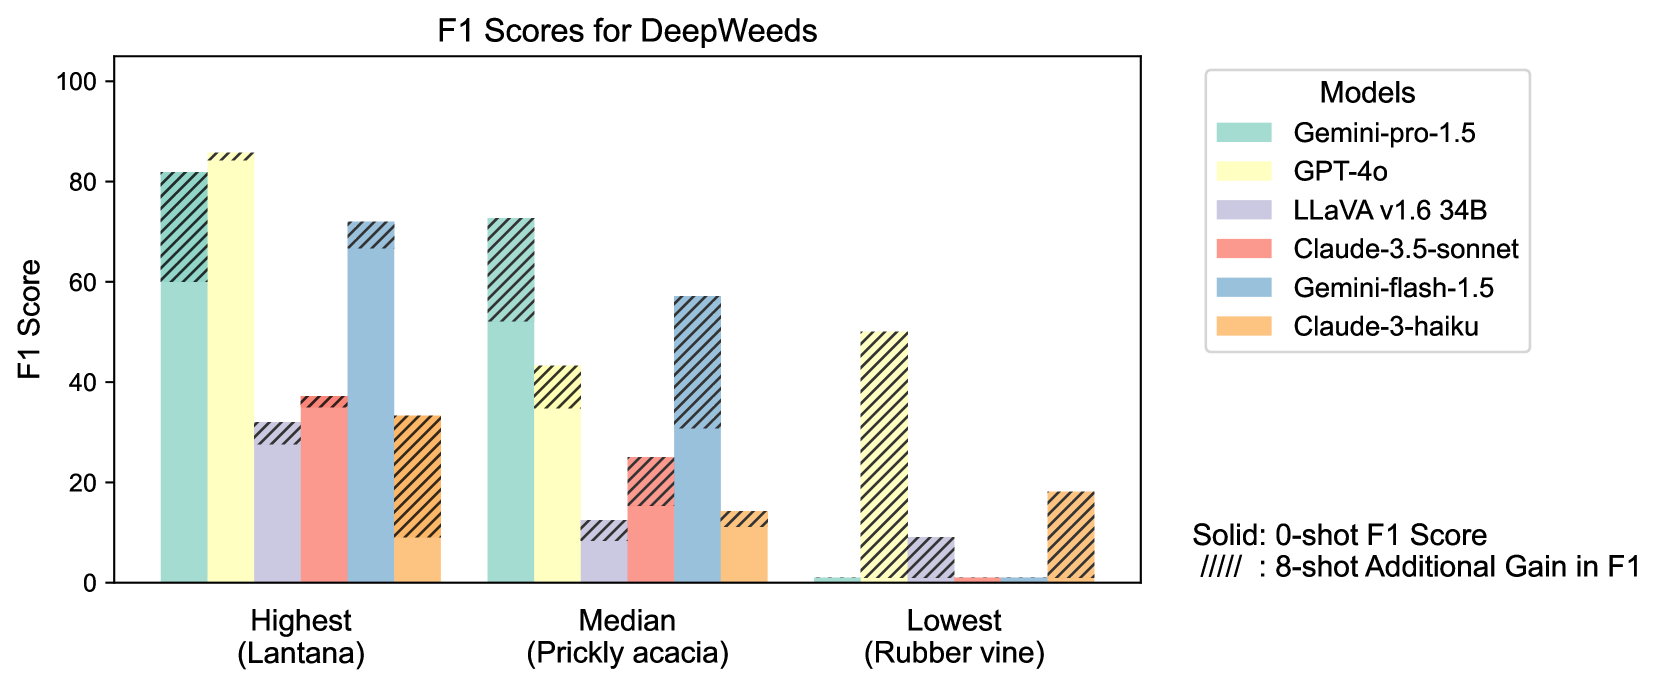 F1 Scores for DeepWeeds
F1 Score
100
80
60
40
20
0
Highest
(Lantana)
Median
(Prickly acacia)
Lowest
(Rubber vine)
Models
Gemini-pro-1.5
GPT-4o
LLaVA v1.6 34B
Claude-3.5-sonnet
Gemini-flash-1.5
Claude-3-haiku
Solid: 0-shot F1 Score
///// : 8-shot Additional Gain in F1